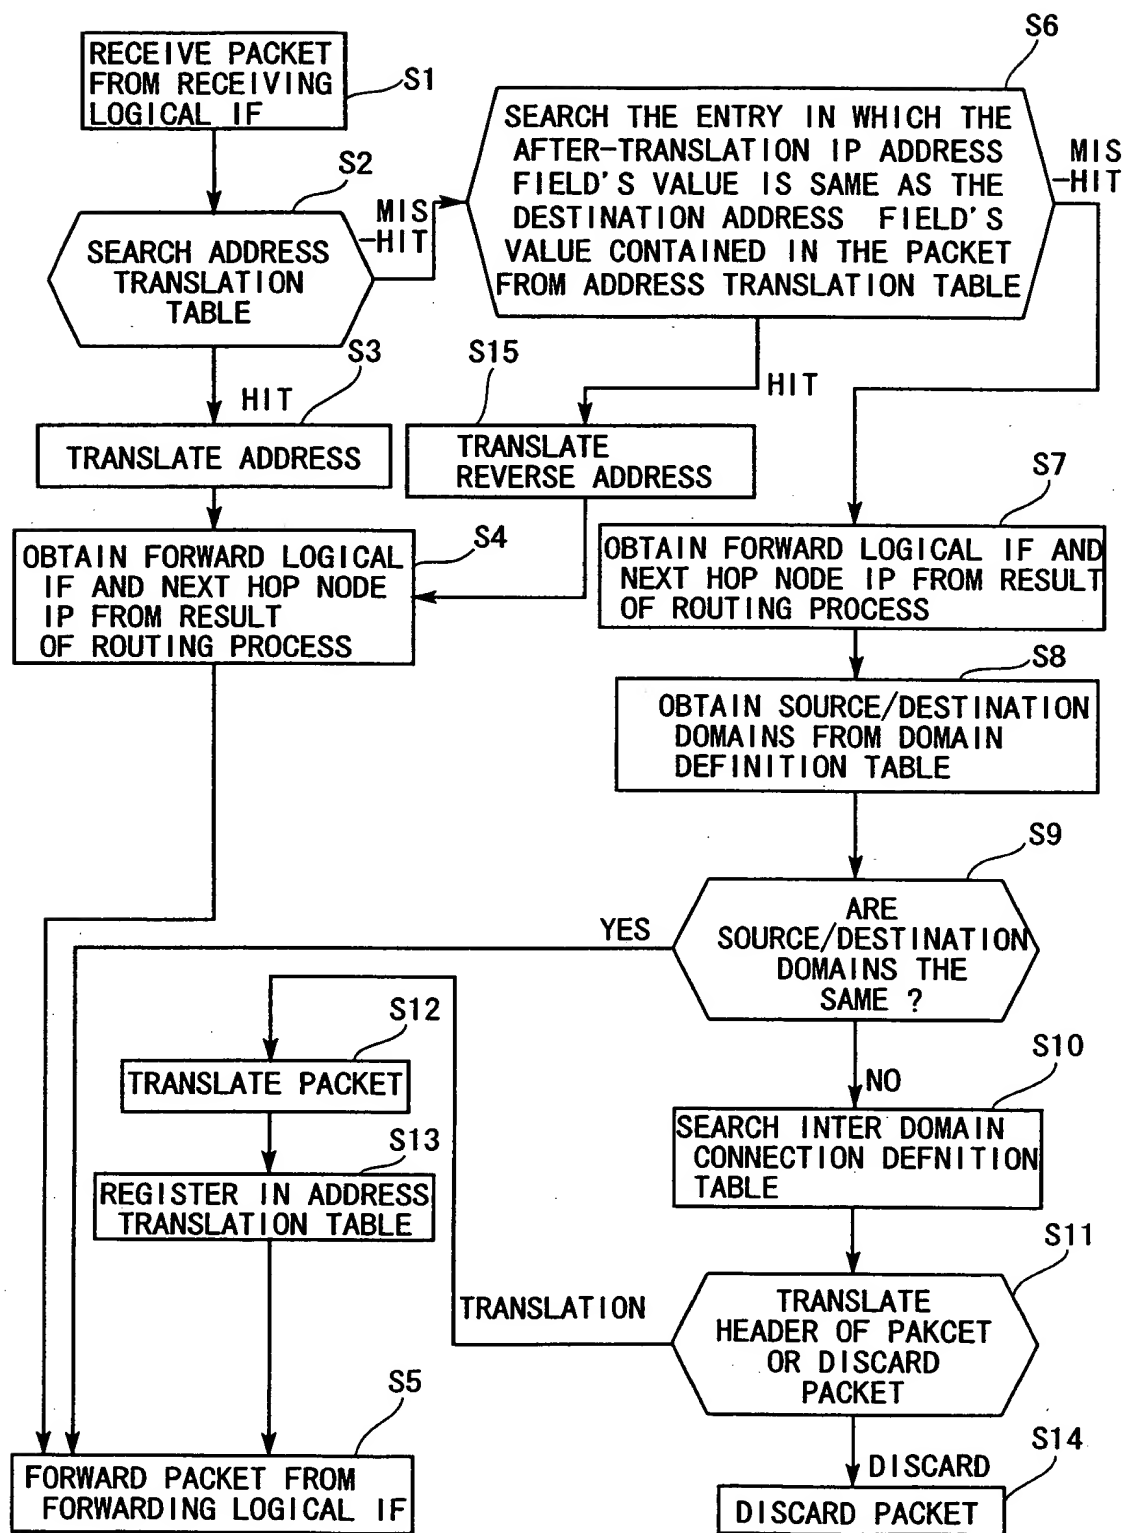 RECEIVE PACKET
FROM RECEIVING
LOGICAL IF
S1
S2
SEARCH ADDRESS
TRANSLATION
TABLE
MIS
-HIT
S6
SEARCH THE ENTRY IN WHICH THE
AFTER-TRANSLATION IP ADDRESS
FIELD'S VALUE IS SAME AS THE
DESTINATION ADDRESS FIELD'S
VALUE CONTAINED IN THE PACKET
FROM ADDRESS TRANSLATION TABLE
MIS
-HIT
HIT
S3
TRANSLATE ADDRESS
S15
HIT
TRANSLATE
REVERSE ADDRESS
S4
OBTAIN FORWARD LOGICAL
IF AND NEXT HOP NODE
IP FROM RESULT
OF ROUTING PROCESS
S7
OBTAIN FORWARD LOGICAL IF AND
NEXT HOP NODE IP FROM RESULT
OF ROUTING PROCESS
S8
OBTAIN SOURCE/DESTINATION
DOMAINS FROM DOMAIN
DEFINITION TABLE
S9
ARE
SOURCE/DESTINATION
DOMAINS THE
SAME ?
YES
NO
S10
SEARCH INTER DOMAIN
CONNECTION DEFNITION
TABLE
S11
TRANSLATE
HEADER OF PAKCET
OR DISCARD
PACKET
TRANSLATION
S12
TRANSLATE PACKET
S13
REGISTER IN ADDRESS
TRANSLATION TABLE
S5
FORWARD PACKET FROM
FORWARDING LOGICAL IF
DISCARD
S14
DISCARD PACKET